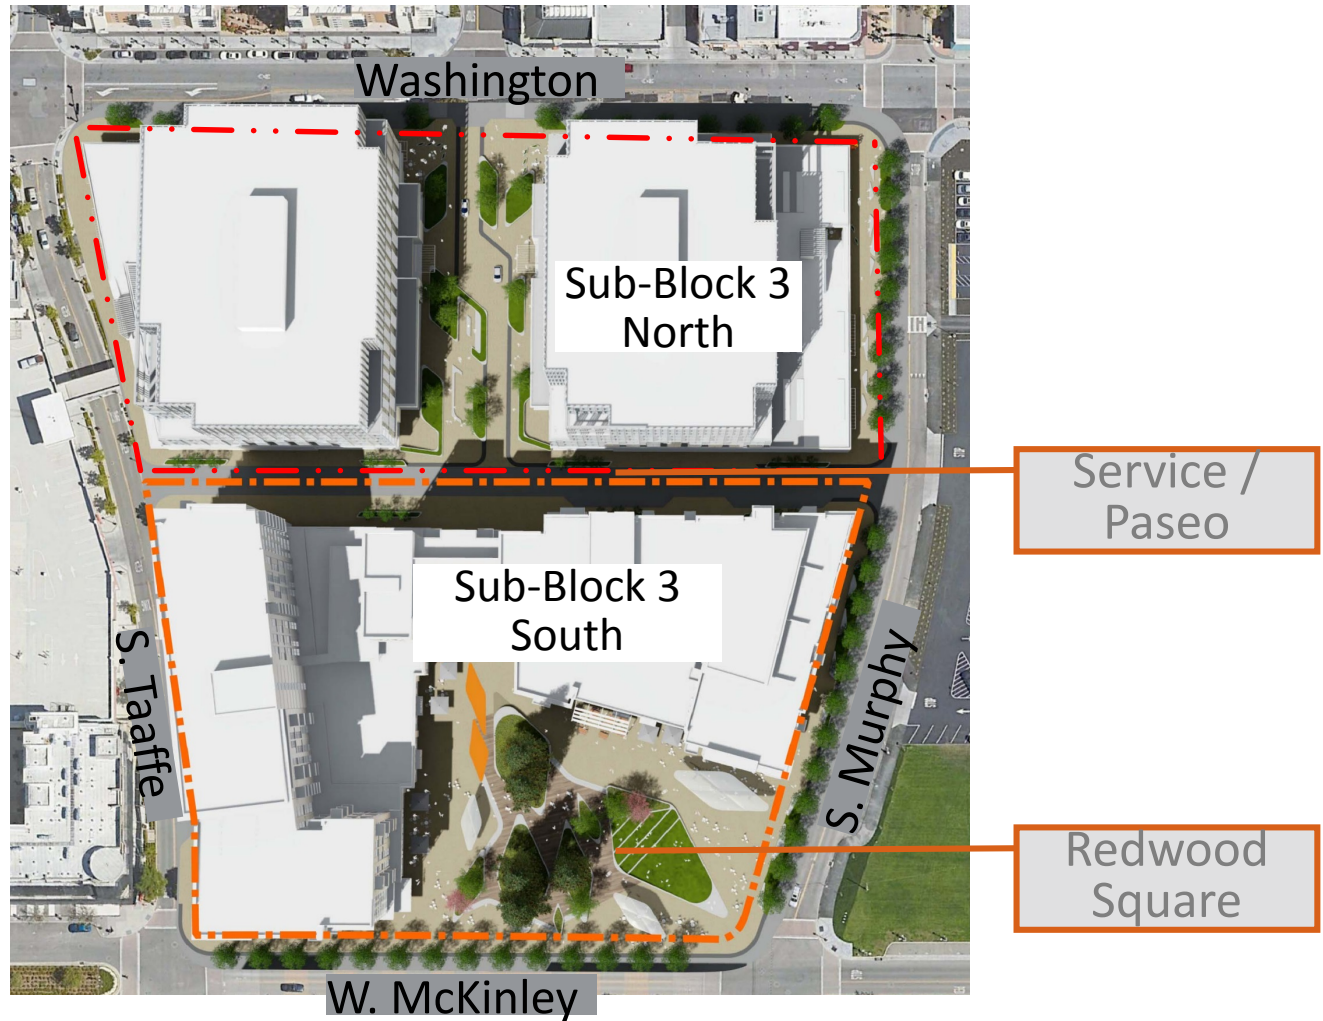 Washington
Sub-Block 3
North
Service /
Paseo
Sub-Block 3
South
S. Taaffe
S. Murphy
Redwood
Square
W. McKinley